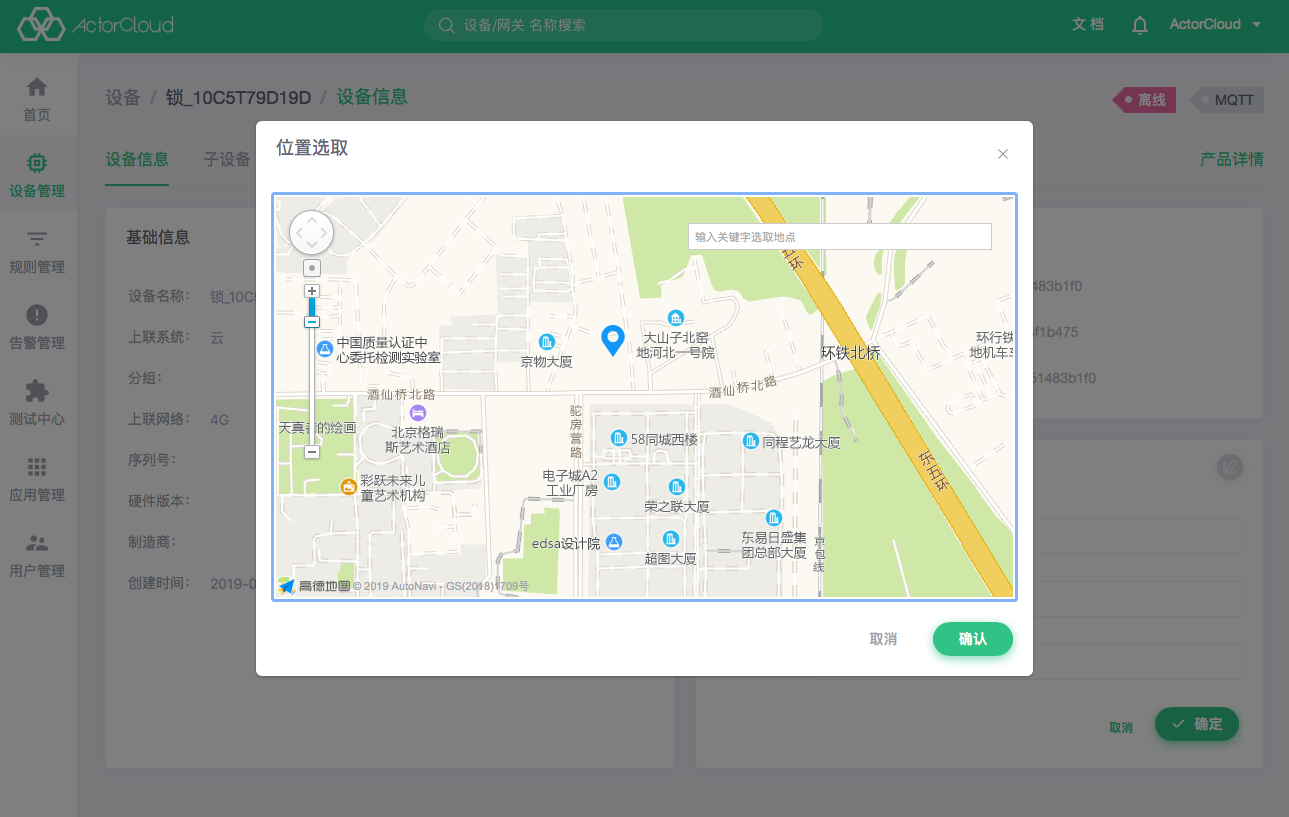 ActorCloud
设备/网关 名称搜索
文 档
ActorCloud
首页
设备管理
规则管理
告警管理
测试中心
应用管理
用户管理
设备 / 锁_10C5T79D19D / 设备信息
离线
MQTT
设备信息
子设备
产品详情
基础信息
设备名称：
锁_10C5
上联系统：
云
分组：
上联网络：
4G
序列号：
硬件版本：
制造商：
创建时间：
2019-0
483b1f0
f1b475
51483b1f0
取消
确定
位置选取
输入关键字选取地点
五环
中国质量认证中
心委托检测实验室
京物大厦
大山子北窑
地河北一号院
环铁北桥
环行铁
地机车车
酒仙桥北路
酒仙桥北路
北京格瑞
斯艺术酒店
驼房营路
58同城西楼
同程艺龙大厦
东五环
彩跃未来儿
童艺术机构
电子城A2
工业厂房
荣之联大厦
edsa设计院
超图大厦
东易日盛集
团总部大厦
京包线
高德地图 © 2019 AutoNavi - GS(2018)1709号
取消
确认